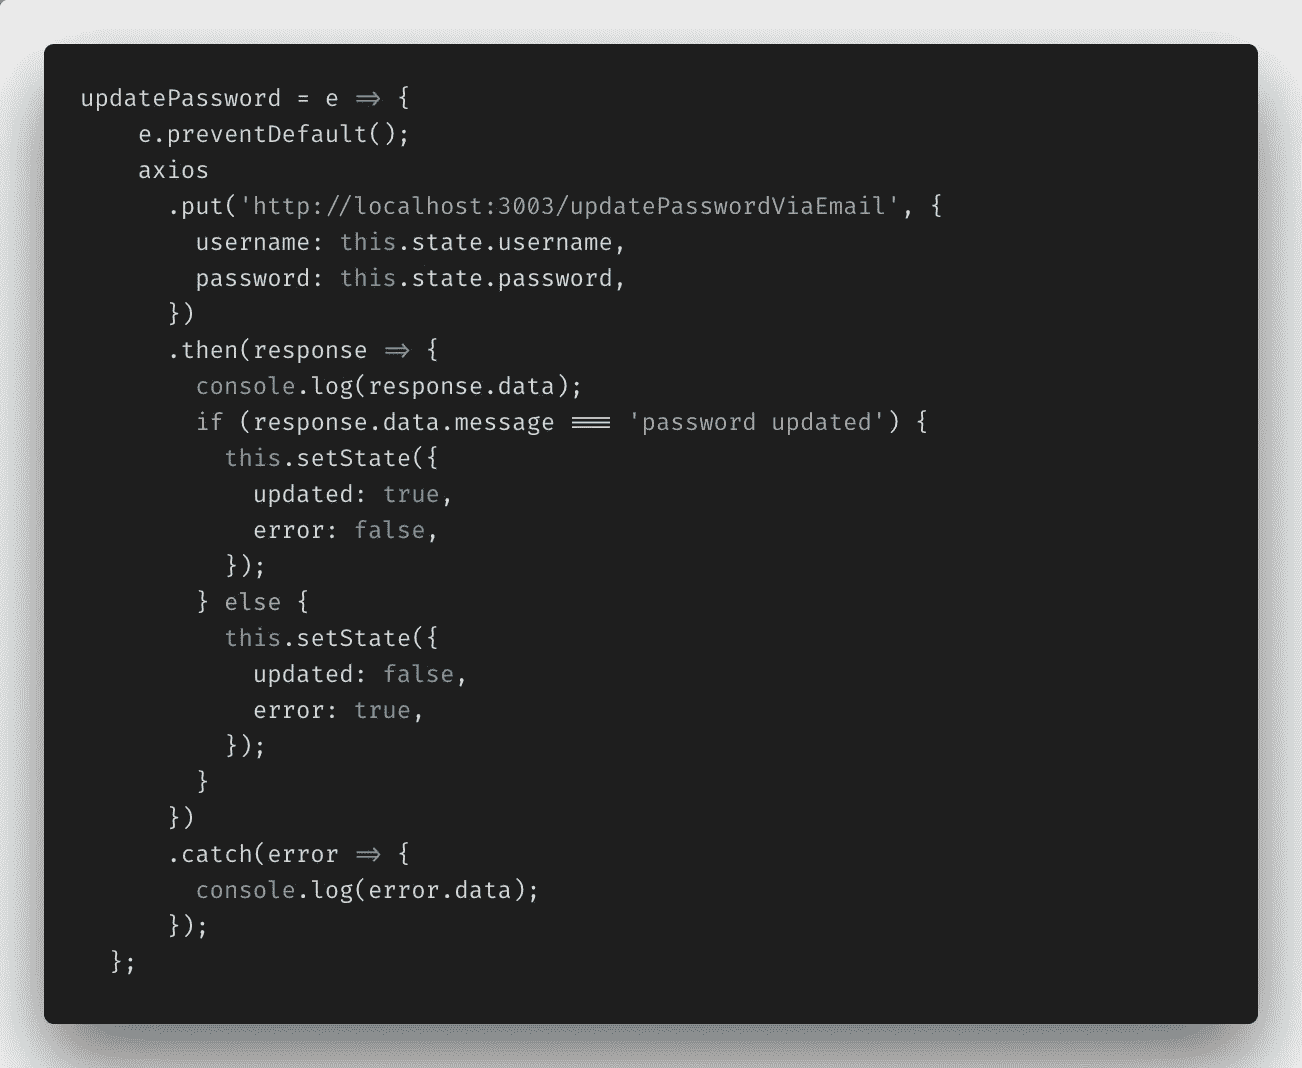 updatePassword = e => {
    e.preventDefault();
    axios
      .put('http://localhost:3003/updatePasswordViaEmail', {
        username: this.state.username,
        password: this.state.password,
      })
      .then(response => {
        console.log(response.data);
        if (response.data.message === 'password updated') {
          this.setState({
            updated: true,
            error: false,
          });
        } else {
          this.setState({
            updated: false,
            error: true,
          });
        }
      })
      .catch(error => {
        console.log(error.data);
      });
  };